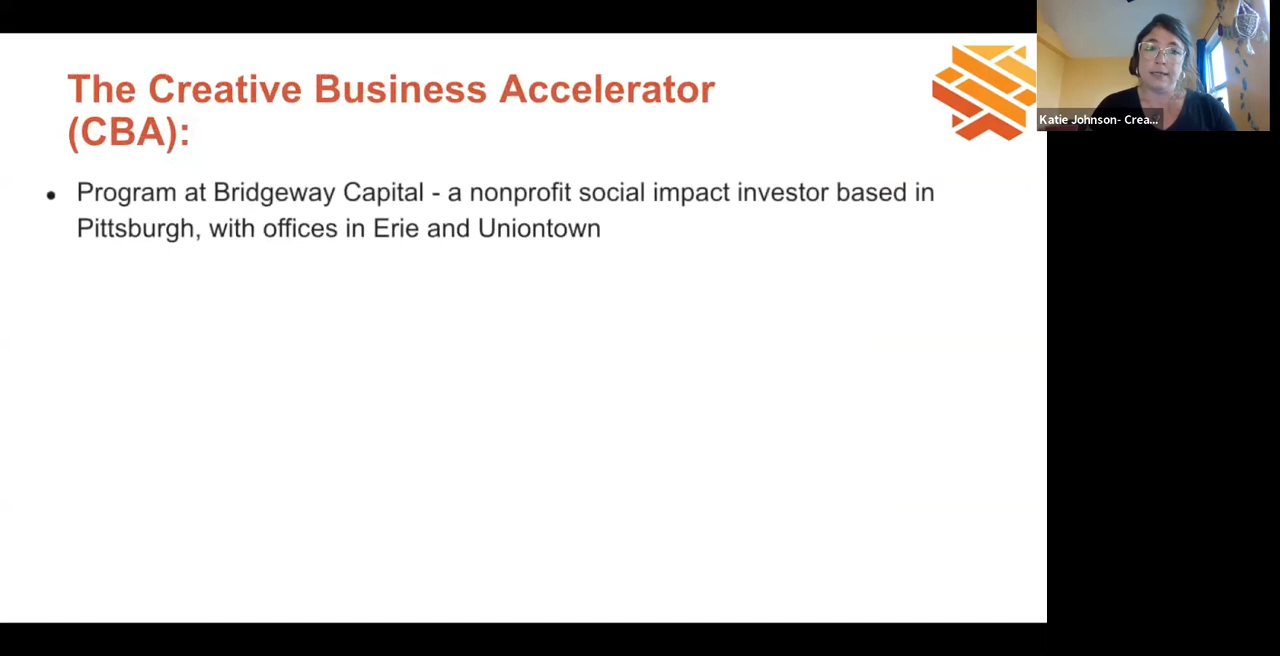 The Creative Business Accelerator
(CBA):
• Program at Bridgeway Capital - a nonprofit social impact investor based in
Pittsburgh, with offices in Erie and Uniontown
Katie Johnson- Crea...